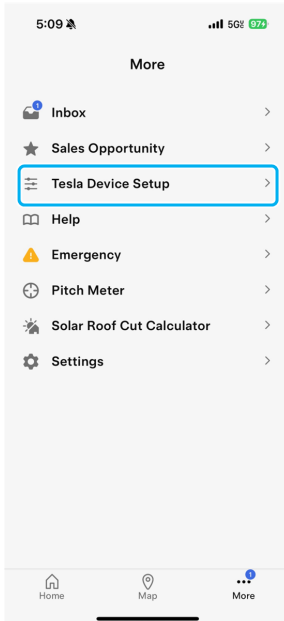 5:09
5G 97
More
1
Inbox
Sales Opportunity
Tesla Device Setup
Help
Emergency
Pitch Meter
Solar Roof Cut Calculator
Settings
1
Home Map More